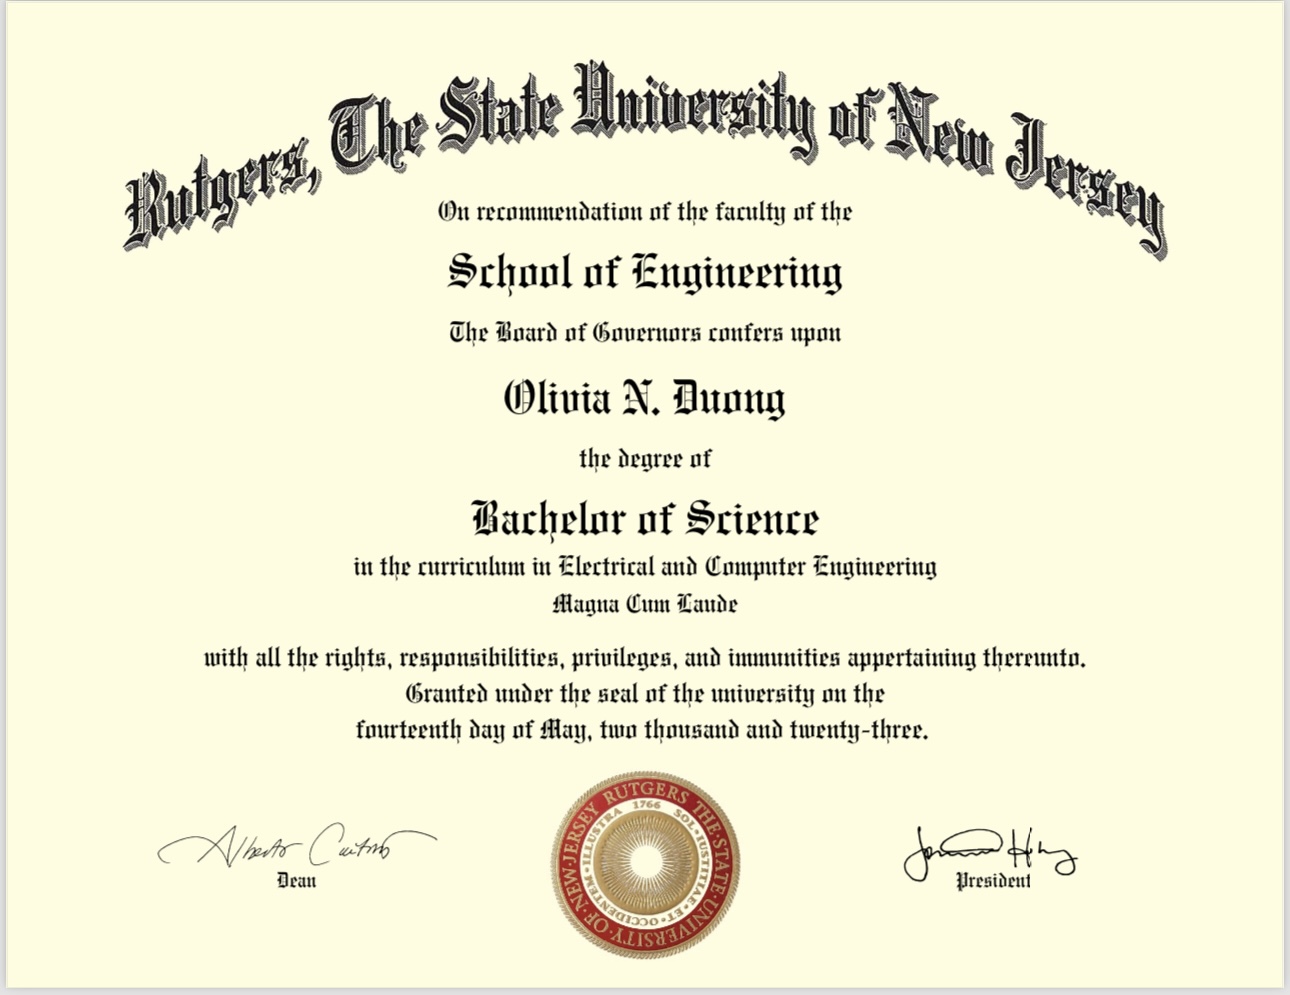 Rutgers, The State University of New Jersey
On recommendation of the faculty of the
School of Engineering
The Board of Governors confers upon
Olivia N. Duong
the degree of
Bachelor of Science
in the curriculum in Electrical and Computer Engineering
Magna Cum Laude
with all the rights, responsibilities, privileges, and immunities appertaining thereunto.
Granted under the seal of the university on the
fourteenth day of May, two thousand and twenty-three.
Alberto
Dean
RUTGERS THE·STATE·UNIVERSITY·OF·NEW·JERSEY
1766
SOL·IUSTITIAE·ET·OCCIDENTEM·ILLUSTRA
President